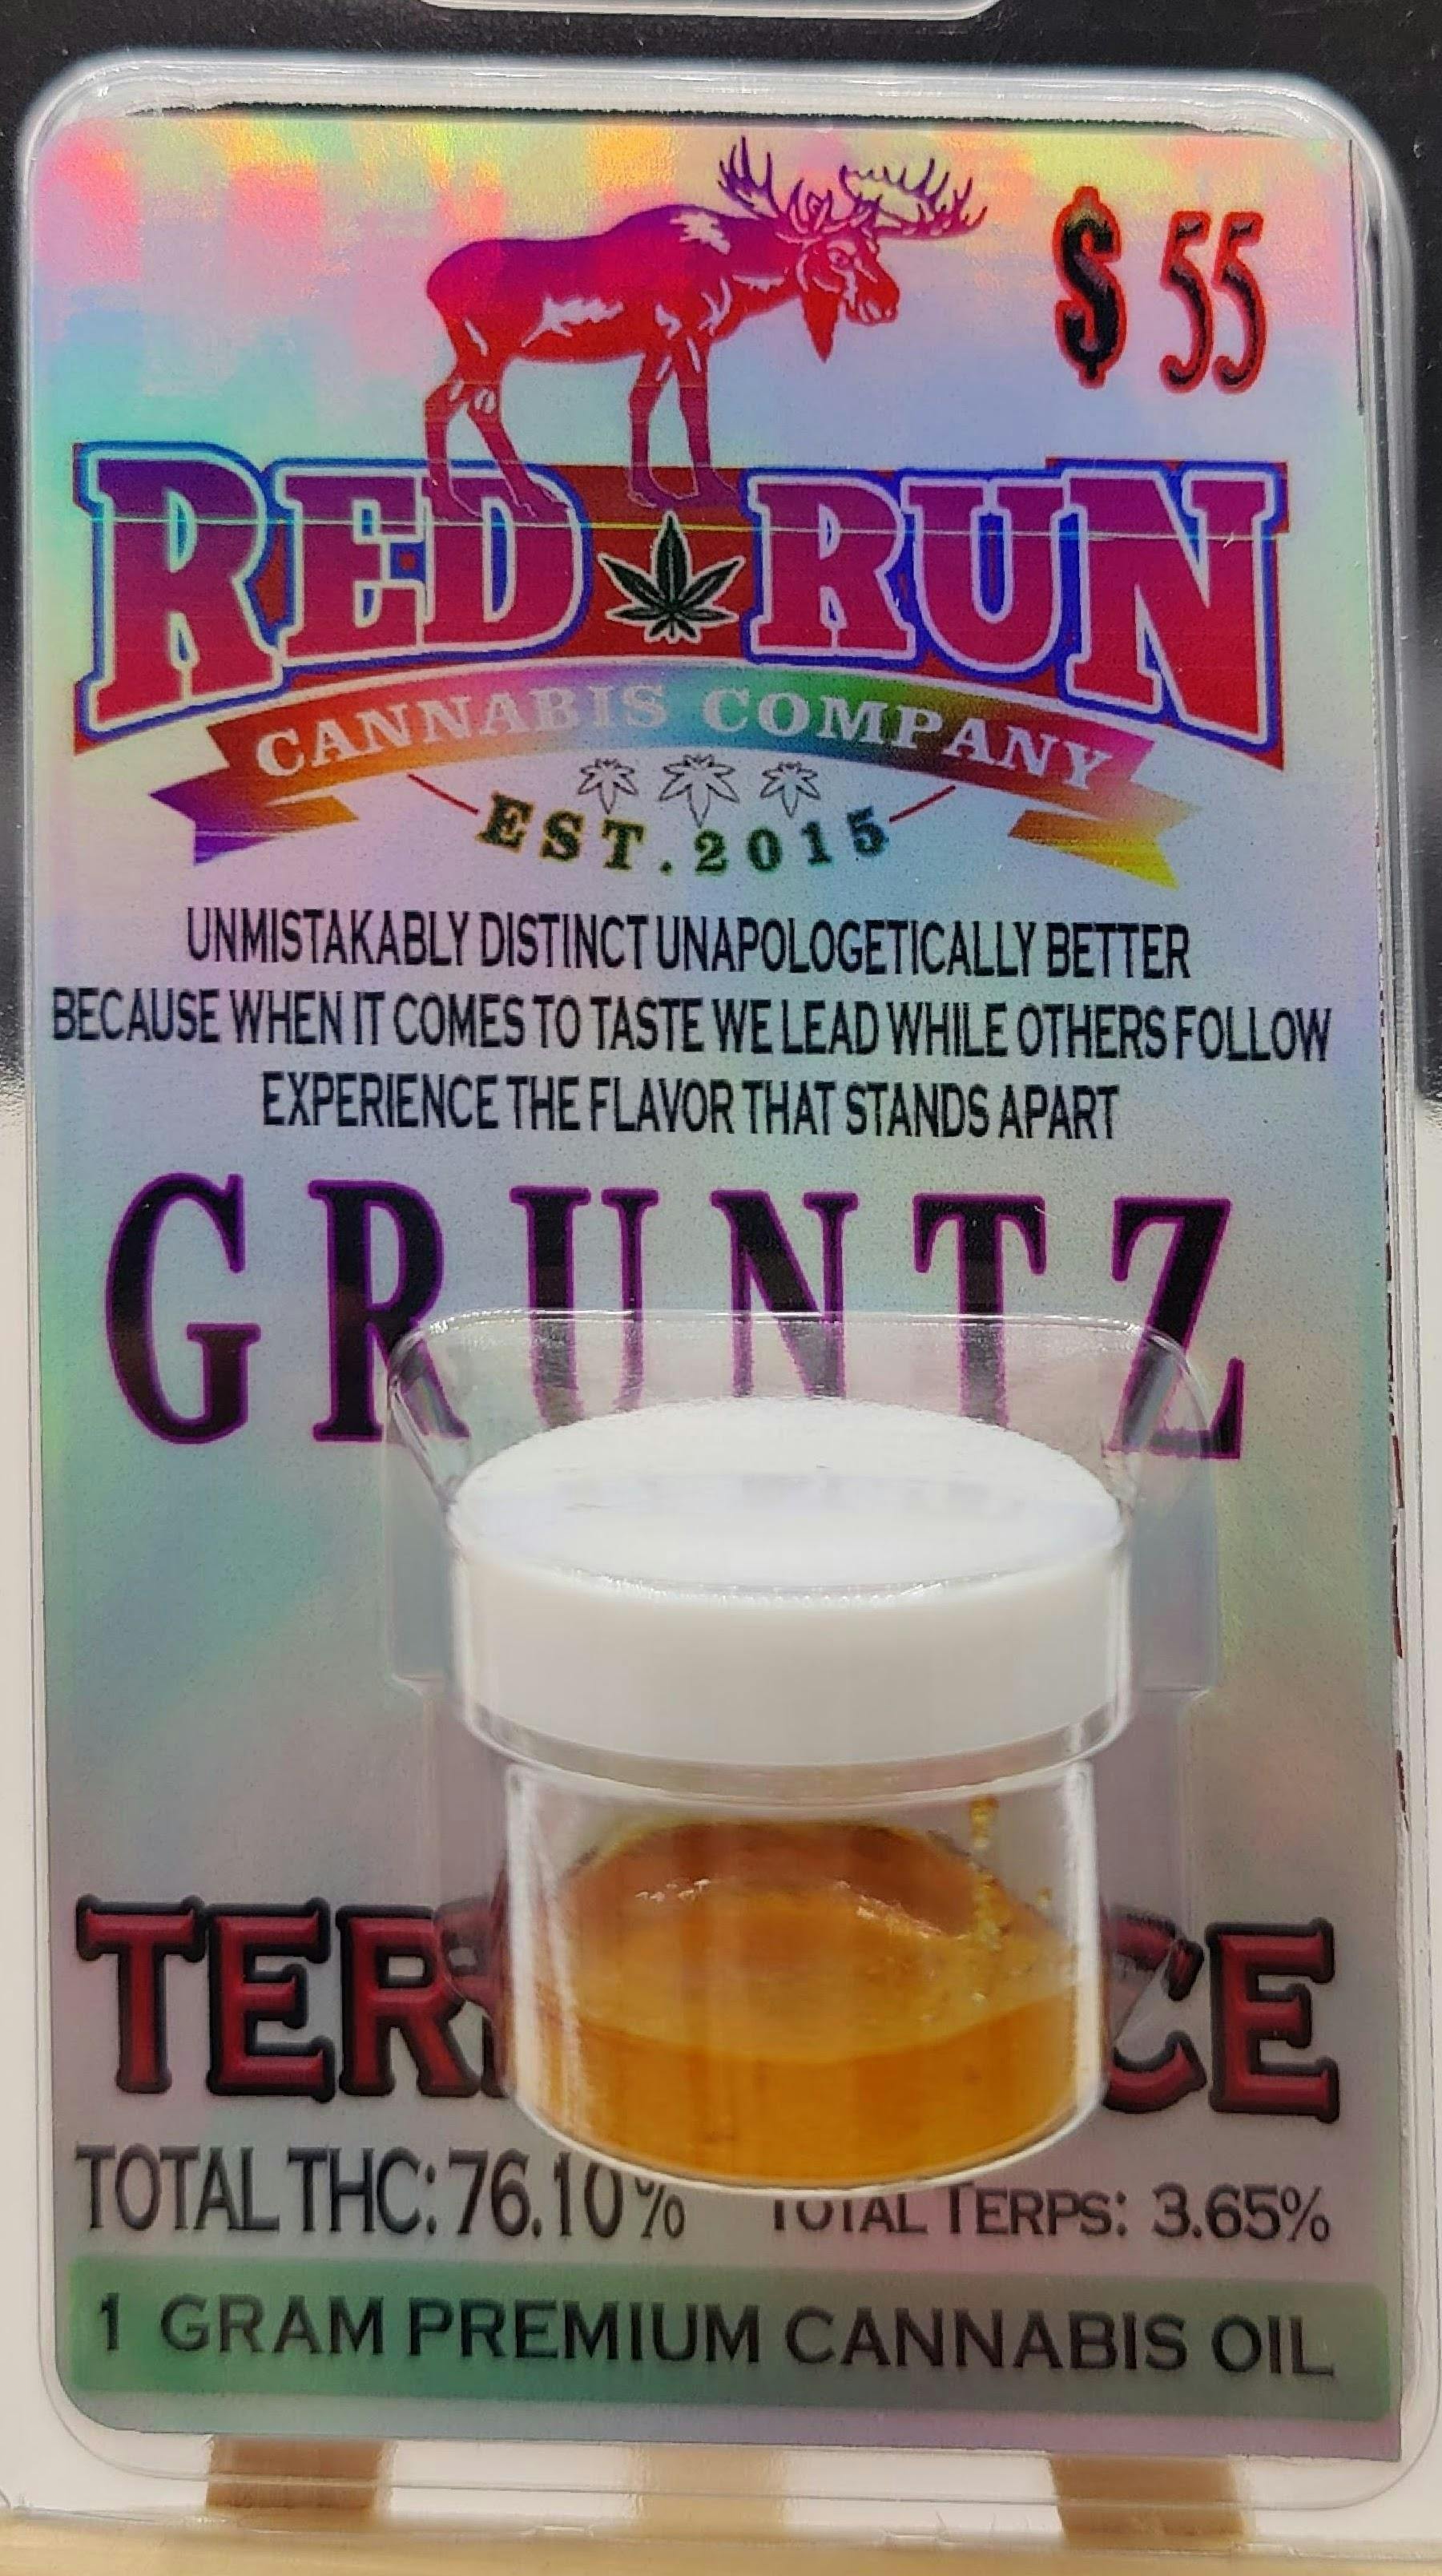 $ 55
RED RUN
CANNABIS COMPANY
EST. 2015
UNMISTAKABLY DISTINCT UNAPOLOGETICALLY BETTER
BECAUSE WHEN IT COMES TO TASTE WE LEAD WHILE OTHERS FOLLOW
EXPERIENCE THE FLAVOR THAT STANDS APART
GRUNTZ
TOTAL THC: 76.10% TOTAL TERPS: 3.65%
1 GRAM PREMIUM CANNABIS OIL